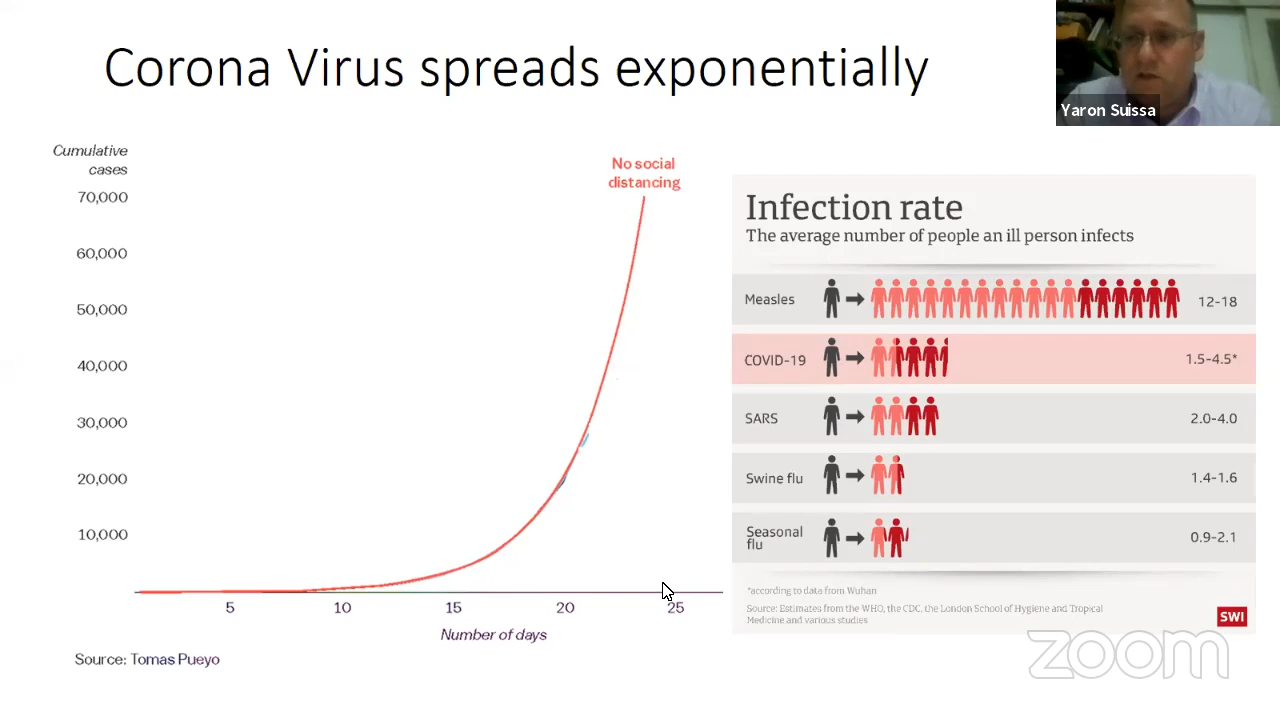 Corona Virus spreads exponentially
Yaron Suissa
Cumulative
cases
70,000
60,000
50,000
40,000
30,000
20,000
10,000
No social
distancing
5
10
15
20
25
Number of days
Source: Tomas Pueyo
Infection rate
The average number of people an ill person infects
Measles
12-18
COVID-19
1.5-4.5*
SARS
2.0-4.0
Swine flu
1.4-1.6
Seasonal
flu
0.9-2.1
*according to data from Wuhan
Source: Estimates from the WHO, the CDC, the London School of Hygiene and Tropical
Medicine and various studies
SWI
zoom